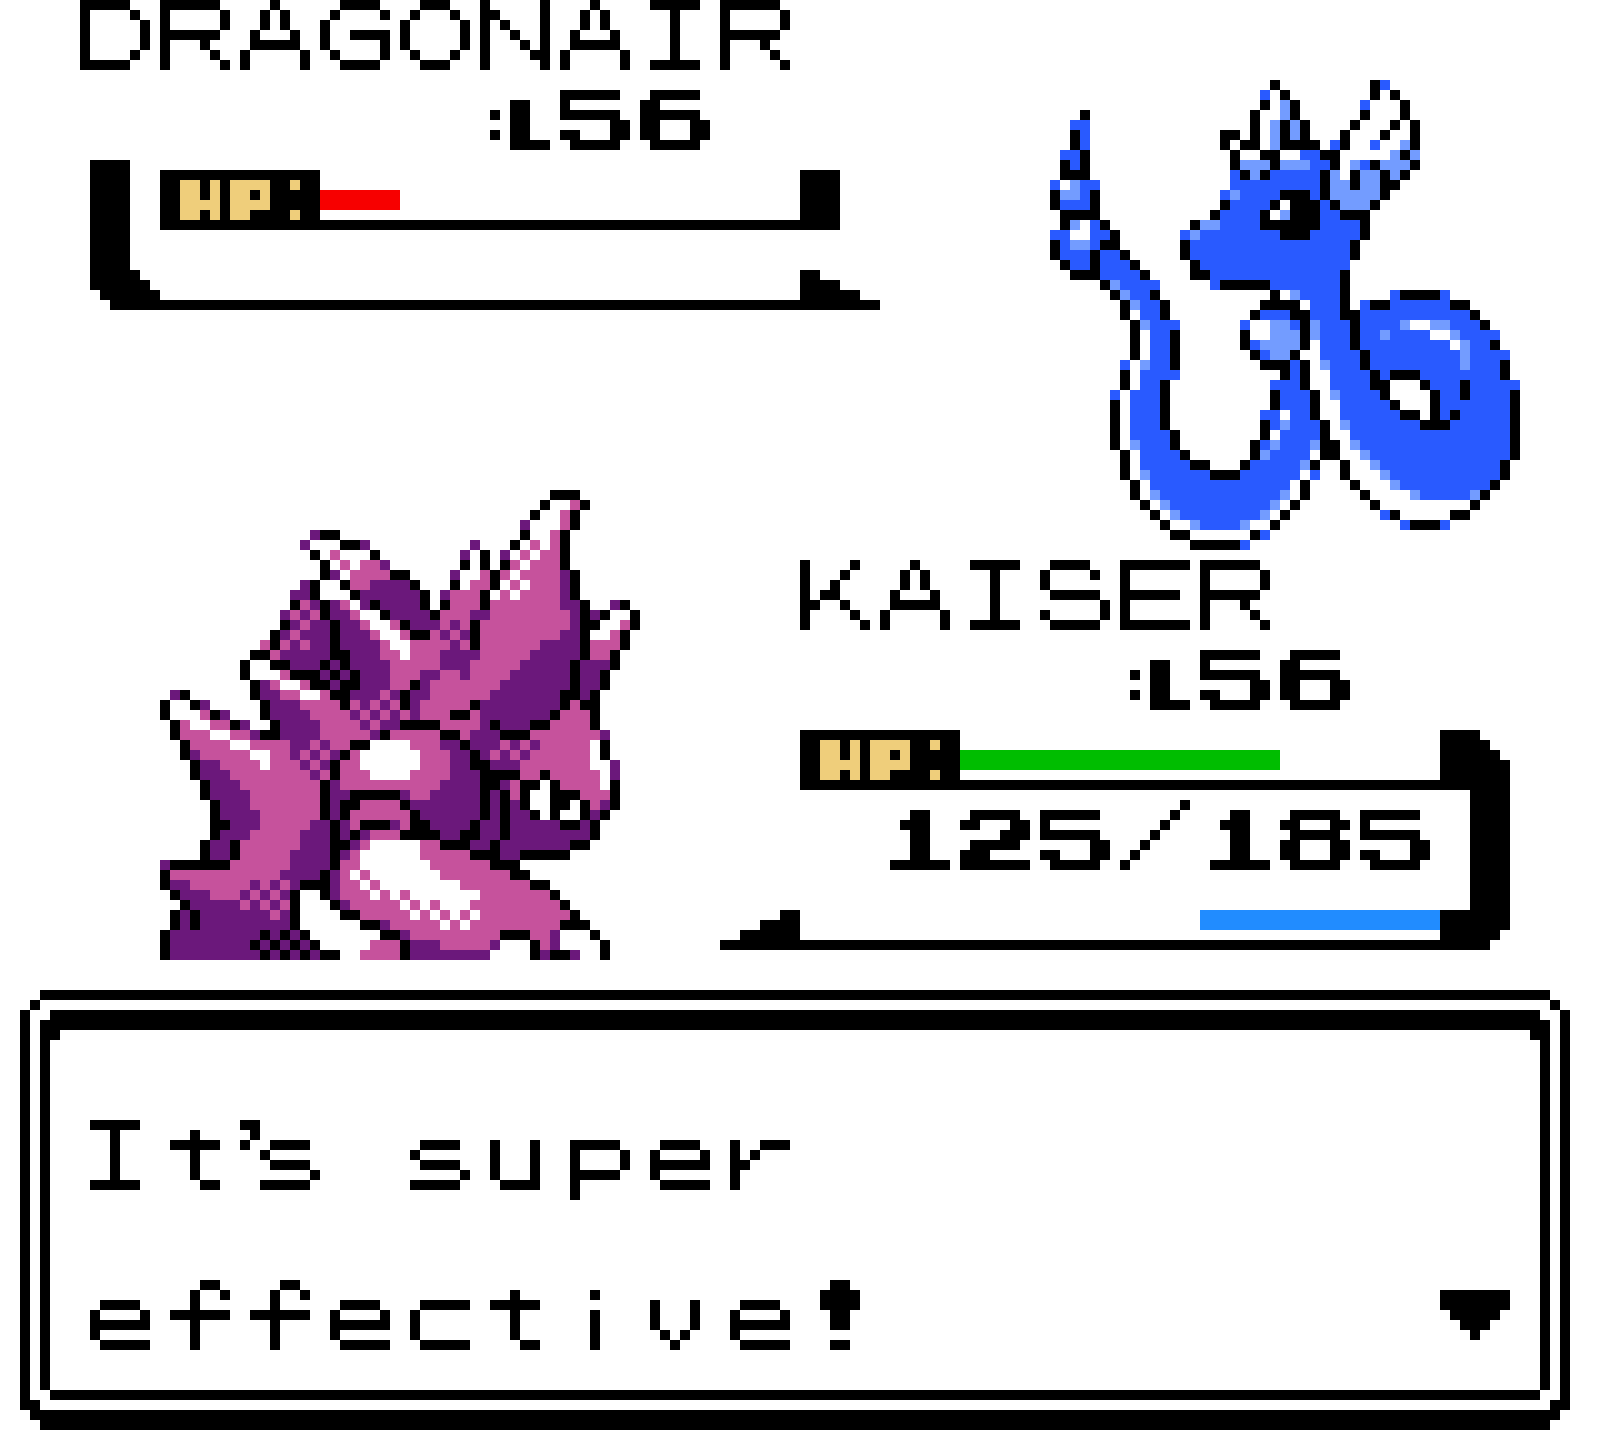 DRAGONAIR
:L56
HP:
KAISER
:L56
HP:
125/185
It's super
effective!